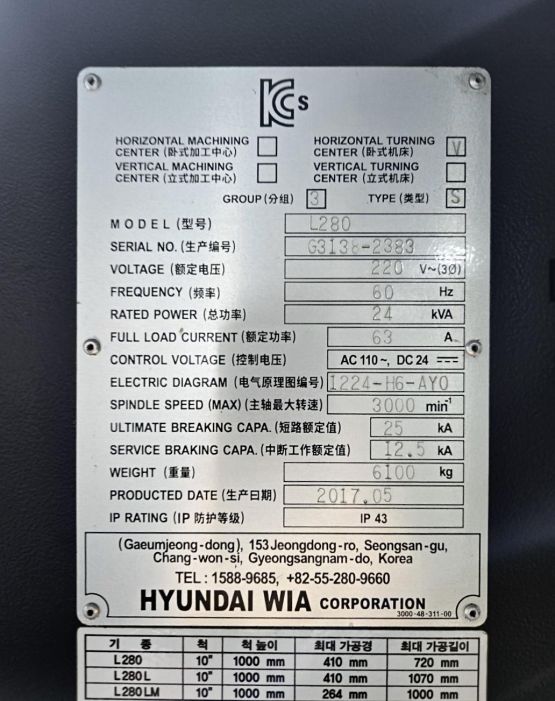 KCs
HORIZONTAL MACHINING CENTER (卧式加工中心)
HORIZONTAL TURNING CENTER (卧式机床) V
VERTICAL MACHINING CENTER (立式加工中心)
VERTICAL TURNING CENTER (立式机床)
GROUP (分组) 3 TYPE (类型) S
MODEL (型号) L280
SERIAL NO. (生产编号) G3138-2383
VOLTAGE (额定电压) 220 V~(3Ø)
FREQUENCY (频率) 60 Hz
RATED POWER (总功率) 24 kVA
FULL LOAD CURRENT (额定功率) 63 A
CONTROL VOLTAGE (控制电压) AC 110~, DC 24
ELECTRIC DIAGRAM (电气原理图编号) 1224-H6-AY0
SPINDLE SPEED (MAX) (主轴最大转速) 3000 min⁻¹
ULTIMATE BREAKING CAPA. (短路额定值) 25 kA
SERVICE BRAKING CAPA. (中断工作额定值) 12.5 kA
WEIGHT (重量) 6100 kg
PRODUCTED DATE (生产日期) 2017.05
IP RATING (IP 防护等级) IP 43
(Gaeumjeong-dong), 153 Jeongdong-ro, Seongsan-gu,
Chang-won-si, Gyeongsangnam-do, Korea
TEL : 1588-9685, +82-55-280-9660
HYUNDAI WIA CORPORATION
3000-48-311-00
기 종 척 척 높이 최대 가공경 최대 가공길이
L280 10" 1000 mm 410 mm 720 mm
L280L 10" 1000 mm 410 mm 1070 mm
L280LM 10" 1000 mm 264 mm 1000 mm